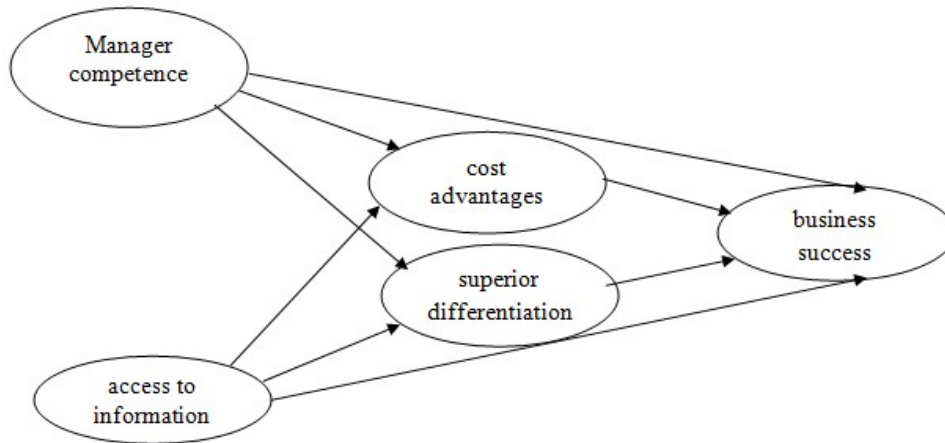 Manager
competence
cost
advantages
business
success
superior
differentiation
access to
information